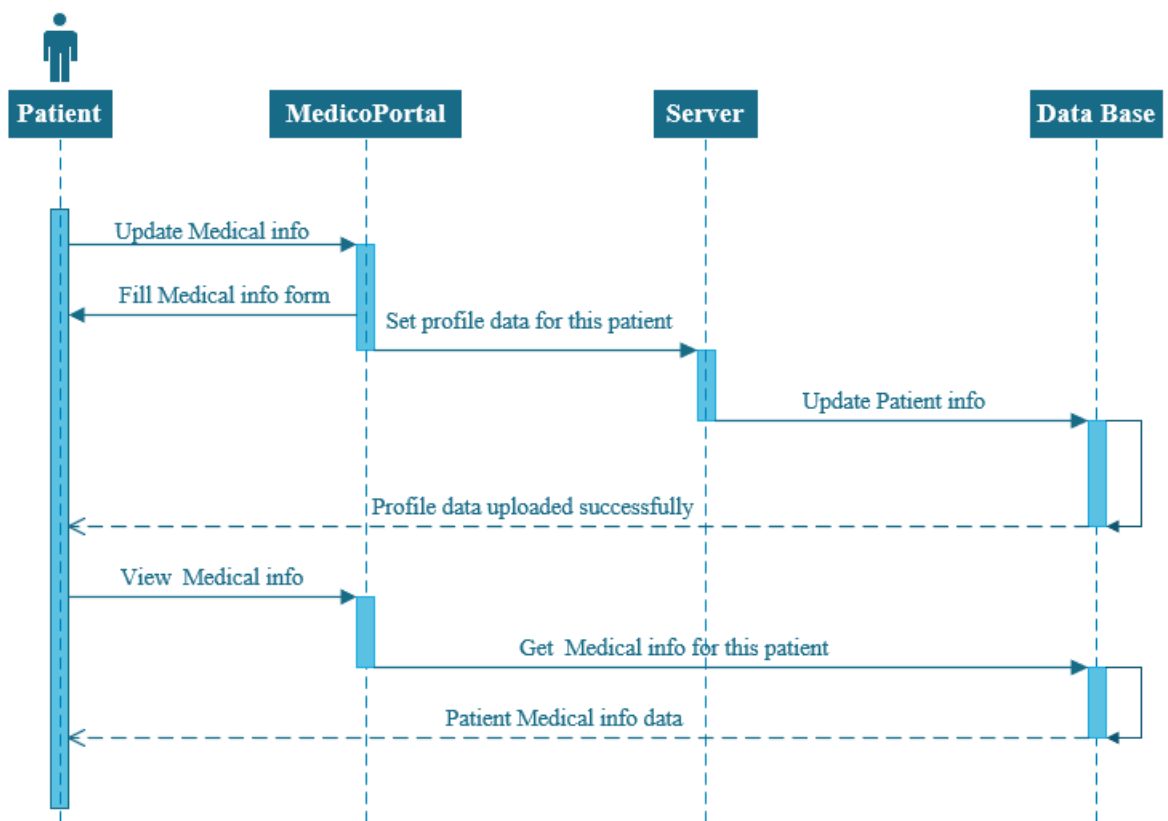 Patient
MedicoPortal
Server
Data Base
Update Medical info
Fill Medical info form
Set profile data for this patient
Update Patient info
Profile data uploaded successfully
View  Medical info
Get  Medical info for this patient
Patient Medical info data